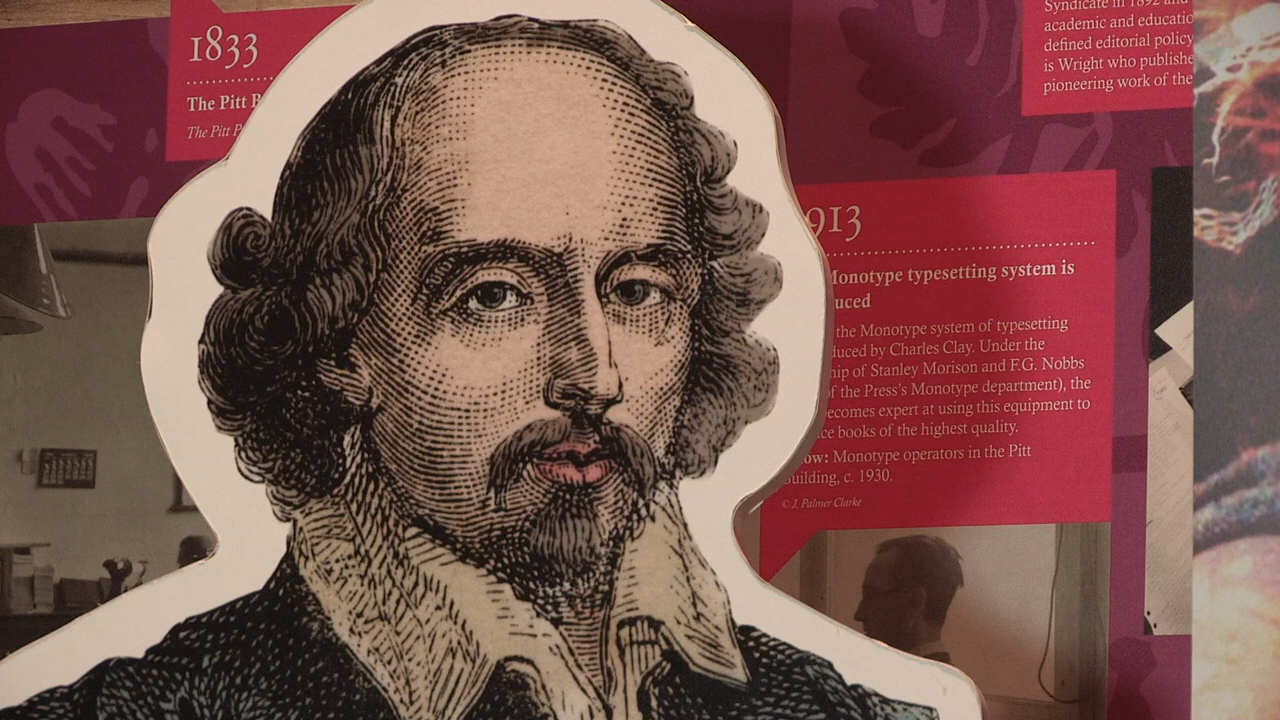 1833
The Pitt B
The Pitt P
Syndicate in 1892 and
academic and educatio
defined editorial policy
is Wright who publishe
pioneering work of the
913
Monotype typesetting system is
uced
the Monotype system of typesetting
duced by Charles Clay. Under the
hip of Stanley Morison and F.G. Nobbs
of the Press's Monotype department), the
ecomes expert at using this equipment to
ce books of the highest quality.
ow: Monotype operators in the Pitt
Building, c. 1930.
© J. Palmer Clarke